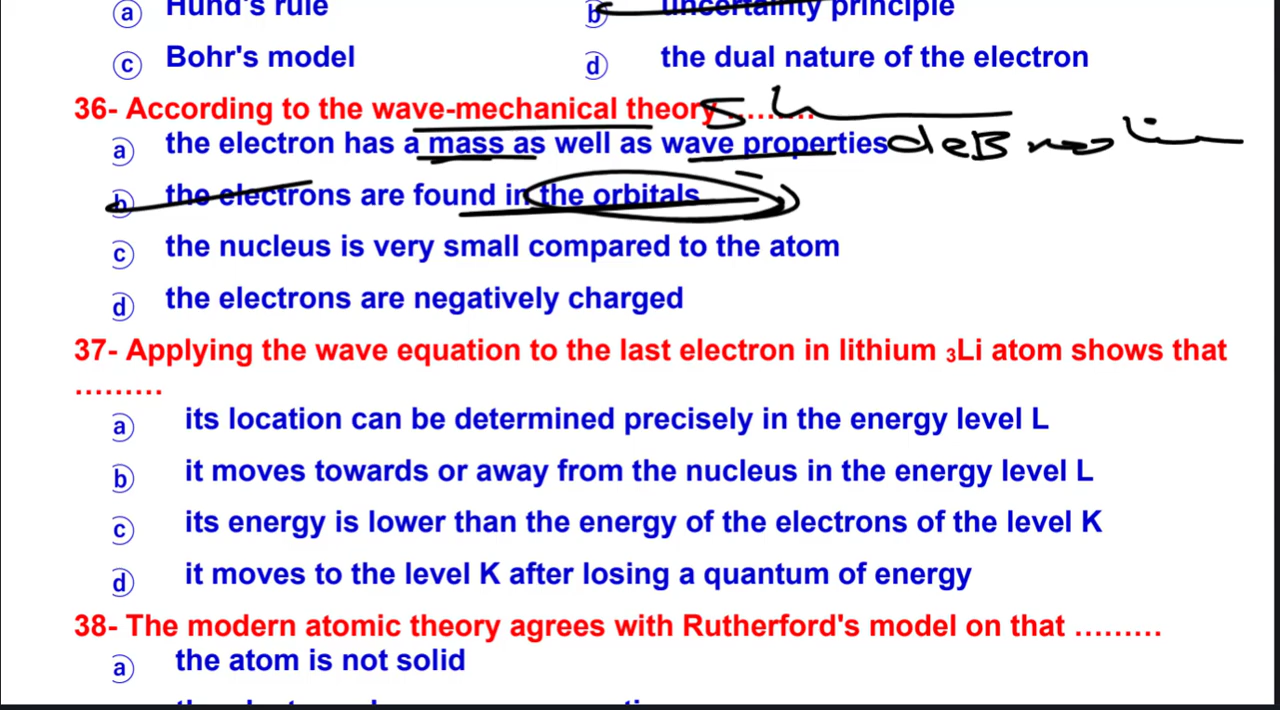 a Hund's rule b uncertainty principle
c Bohr's model d the dual nature of the electron
36- According to the wave-mechanical theory ......... Sh
a the electron has a mass as well as wave properties
b the electrons are found in the orbitals
c the nucleus is very small compared to the atom
d the electrons are negatively charged
37- Applying the wave equation to the last electron in lithium ₃Li atom shows that
.........
a its location can be determined precisely in the energy level L
b it moves towards or away from the nucleus in the energy level L
c its energy is lower than the energy of the electrons of the level K
d it moves to the level K after losing a quantum of energy
38- The modern atomic theory agrees with Rutherford's model on that .........
a the atom is not solid